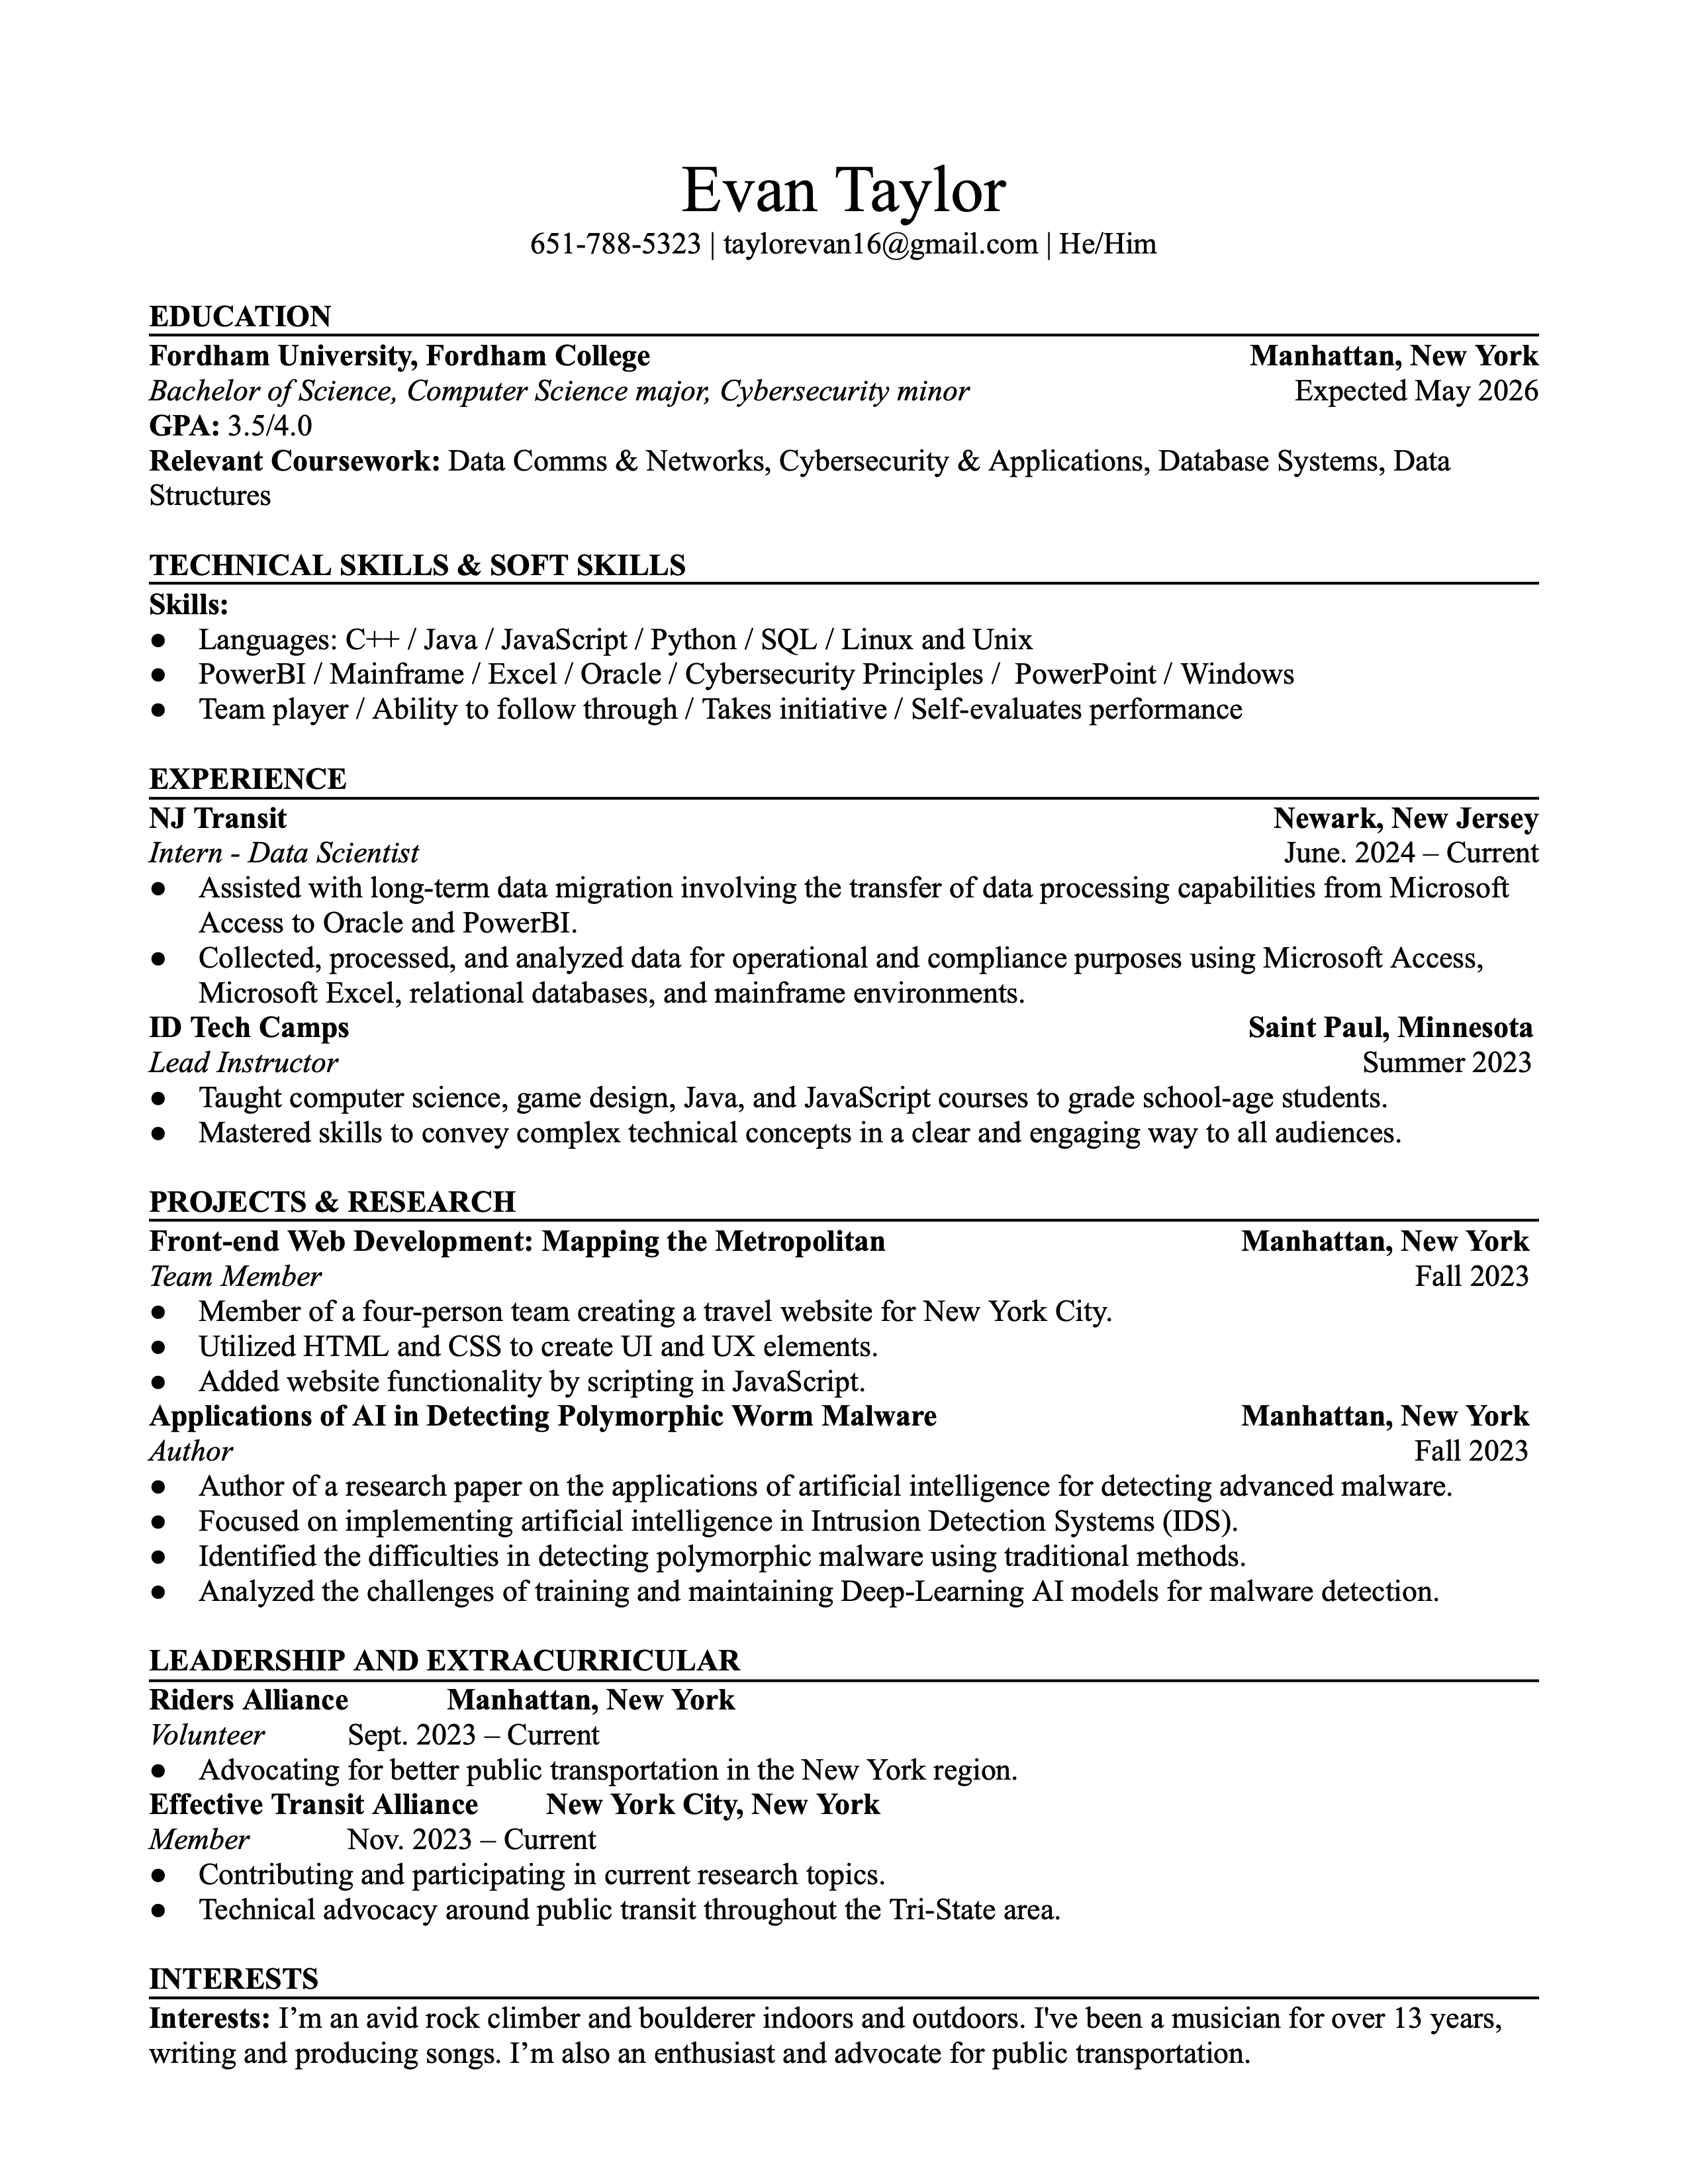 Evan Taylor
651-788-5323 | taylorevan16@gmail.com | He/Him
EDUCATION
Fordham University, Fordham College Manhattan, New York
Bachelor of Science, Computer Science major, Cybersecurity minor Expected May 2026
GPA: 3.5/4.0
Relevant Coursework: Data Comms & Networks, Cybersecurity & Applications, Database Systems, Data
Structures
TECHNICAL SKILLS & SOFT SKILLS
Skills:
● Languages: C++ / Java / JavaScript / Python / SQL / Linux and Unix
● PowerBI / Mainframe / Excel / Oracle / Cybersecurity Principles / PowerPoint / Windows
● Team player / Ability to follow through / Takes initiative / Self-evaluates performance
EXPERIENCE
NJ Transit Newark, New Jersey
Intern - Data Scientist June. 2024 – Current
● Assisted with long-term data migration involving the transfer of data processing capabilities from Microsoft
Access to Oracle and PowerBI.
● Collected, processed, and analyzed data for operational and compliance purposes using Microsoft Access,
Microsoft Excel, relational databases, and mainframe environments.
ID Tech Camps Saint Paul, Minnesota
Lead Instructor Summer 2023
● Taught computer science, game design, Java, and JavaScript courses to grade school-age students.
● Mastered skills to convey complex technical concepts in a clear and engaging way to all audiences.
PROJECTS & RESEARCH
Front-end Web Development: Mapping the Metropolitan Manhattan, New York
Team Member Fall 2023
● Member of a four-person team creating a travel website for New York City.
● Utilized HTML and CSS to create UI and UX elements.
● Added website functionality by scripting in JavaScript.
Applications of AI in Detecting Polymorphic Worm Malware Manhattan, New York
Author Fall 2023
● Author of a research paper on the applications of artificial intelligence for detecting advanced malware.
● Focused on implementing artificial intelligence in Intrusion Detection Systems (IDS).
● Identified the difficulties in detecting polymorphic malware using traditional methods.
● Analyzed the challenges of training and maintaining Deep-Learning AI models for malware detection.
LEADERSHIP AND EXTRACURRICULAR
Riders Alliance Manhattan, New York
Volunteer Sept. 2023 – Current
● Advocating for better public transportation in the New York region.
Effective Transit Alliance New York City, New York
Member Nov. 2023 – Current
● Contributing and participating in current research topics.
● Technical advocacy around public transit throughout the Tri-State area.
INTERESTS
Interests: I’m an avid rock climber and boulderer indoors and outdoors. I've been a musician for over 13 years,
writing and producing songs. I’m also an enthusiast and advocate for public transportation.